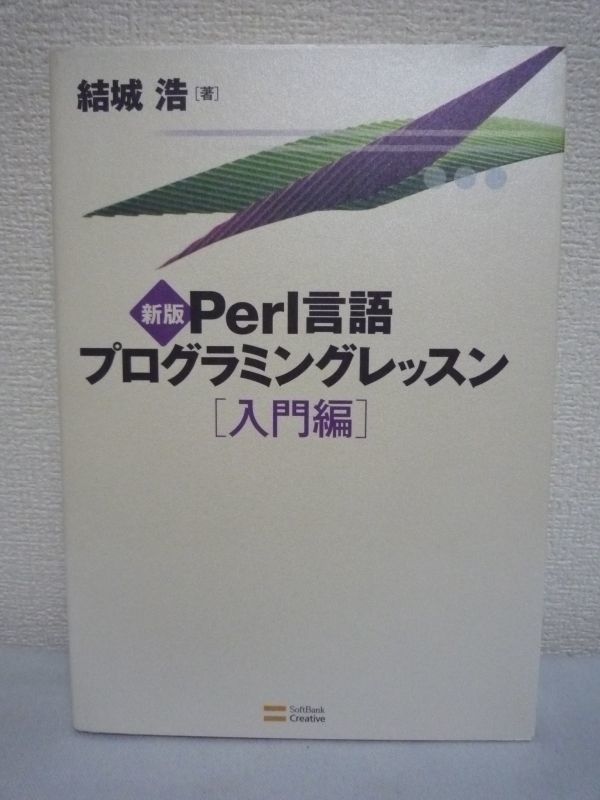 結城 浩[著]
新版 Perl言語
プログラミングレッスン
[入門編]
SoftBank
Creative